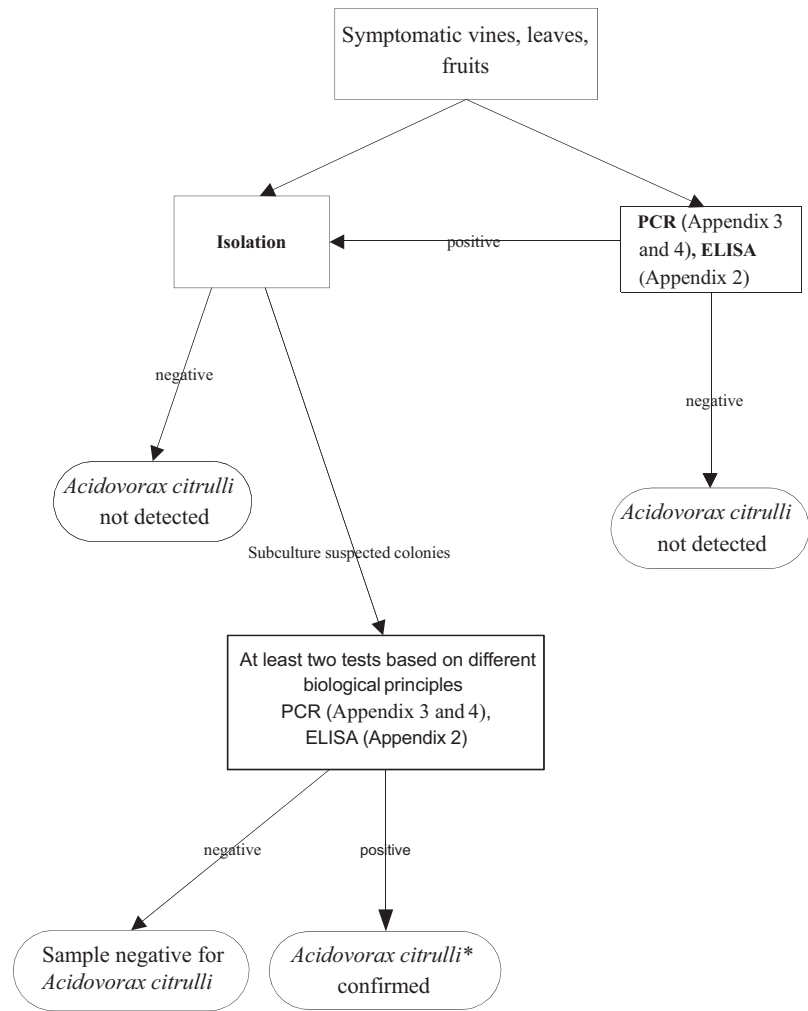 Symptomatic vines, leaves,
fruits
Isolation
positive
PCR (Appendix 3
and 4), ELISA
(Appendix 2)
negative
negative
Acidovorax citrulli
not detected
Acidovorax citrulli
not detected
Subculture suspected colonies
At least two tests based on different
biological principles
PCR (Appendix 3 and 4),
ELISA (Appendix 2)
negative
positive
Sample negative for
Acidovorax citrulli
Acidovorax citrulli*
confirmed